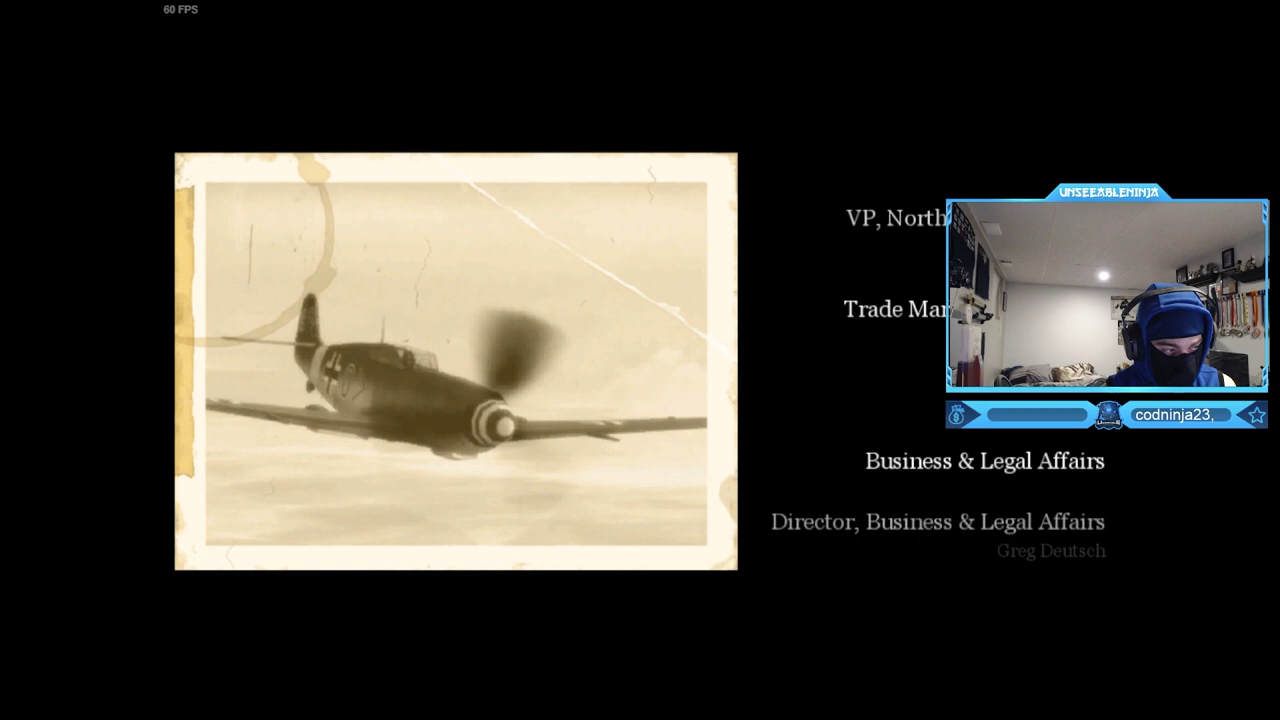 60 FPS
VP, North
UNSEEABLENINJA
Trade Mar
codninja23,
Business & Legal Affairs
Director, Business & Legal Affairs
Greg Deutsch